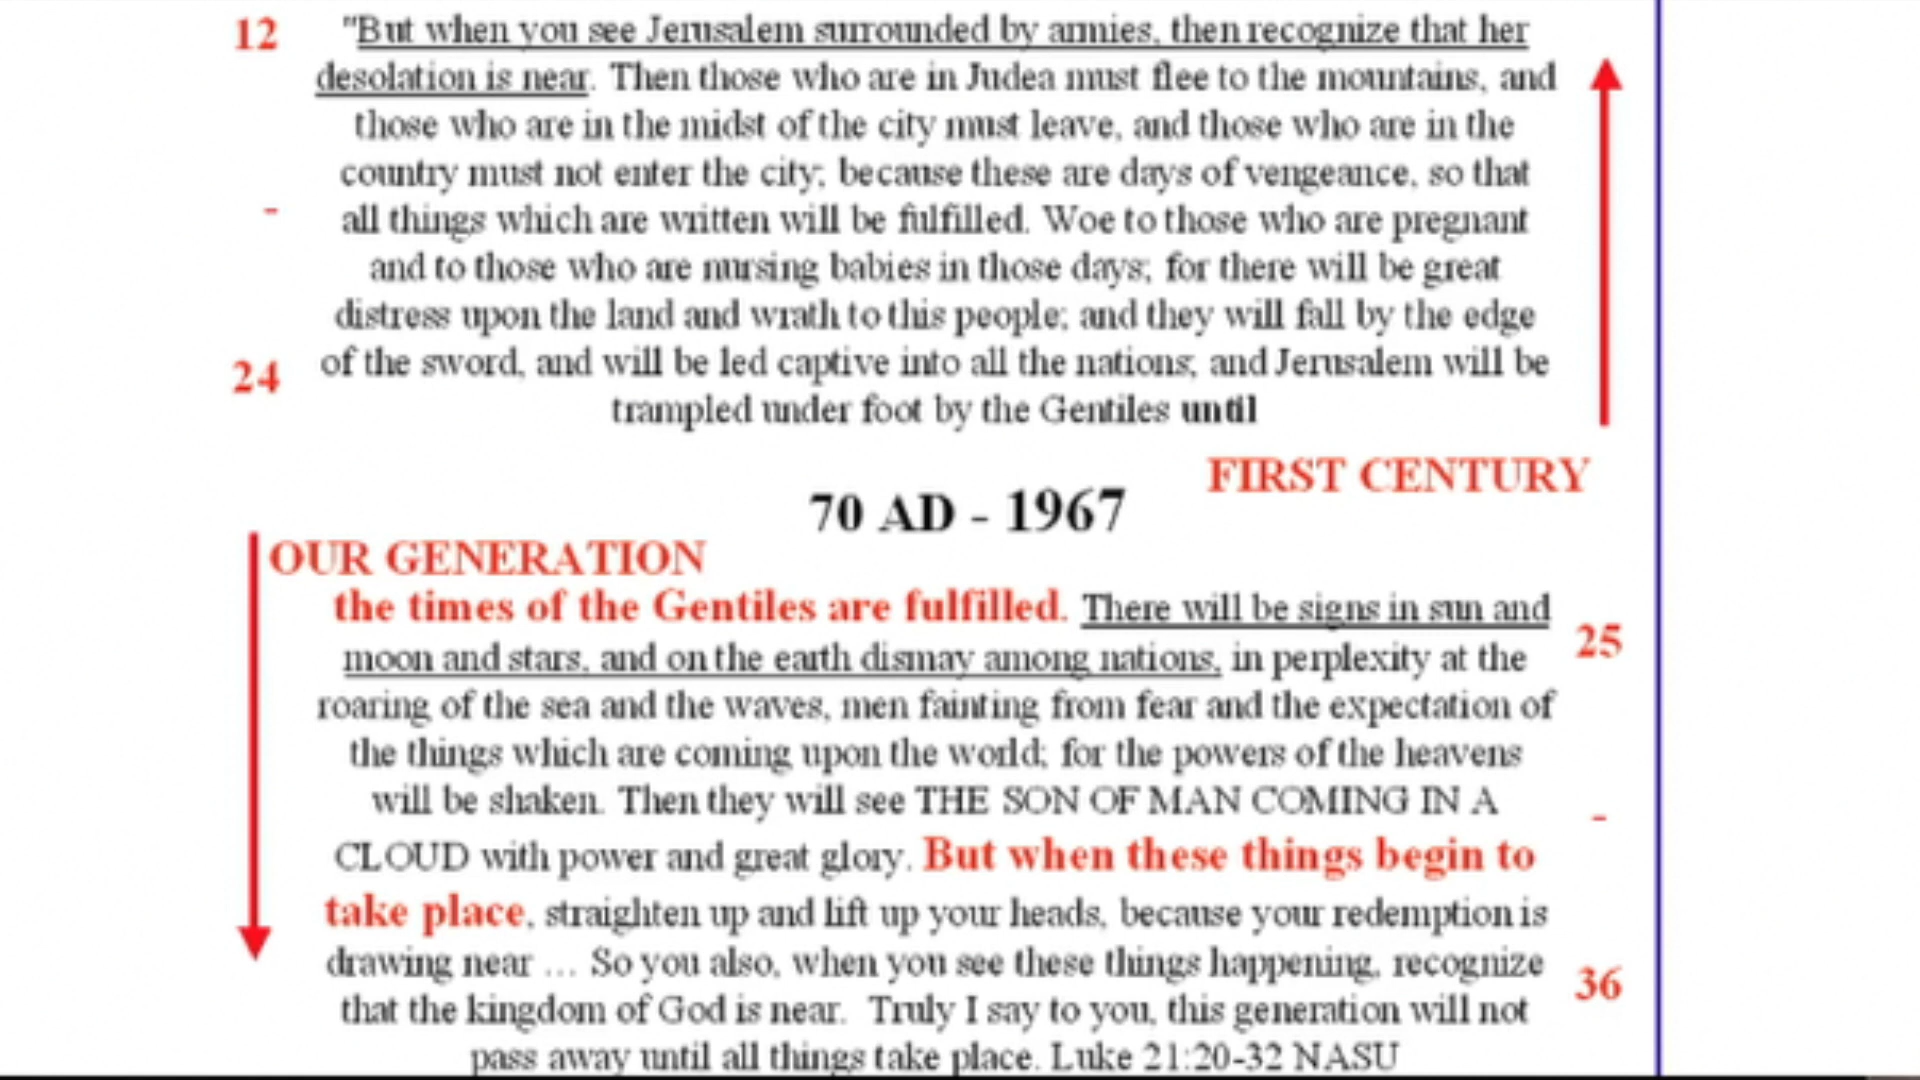 12 "But when you see Jerusalem surrounded by armies, then recognize that her
desolation is near. Then those who are in Judea must flee to the mountains, and
those who are in the midst of the city must leave, and those who are in the
country must not enter the city; because these are days of vengeance, so that
- all things which are written will be fulfilled. Woe to those who are pregnant
and to those who are nursing babies in those days; for there will be great
distress upon the land and wrath to this people; and they will fall by the edge
24 of the sword, and will be led captive into all the nations; and Jerusalem will be
trampled under foot by the Gentiles until
FIRST CENTURY
70 AD - 1967
OUR GENERATION
the times of the Gentiles are fulfilled. There will be signs in sun and
25
moon and stars, and on the earth dismay among nations, in perplexity at the
roaring of the sea and the waves, men fainting from fear and the expectation of
the things which are coming upon the world; for the powers of the heavens
will be shaken. Then they will see THE SON OF MAN COMING IN A
-
CLOUD with power and great glory. But when these things begin to
take place, straighten up and lift up your heads, because your redemption is
drawing near ... So you also, when you see these things happening, recognize
36
that the kingdom of God is near. Truly I say to you, this generation will not
pass away until all things take place. Luke 21:20-32 NASU